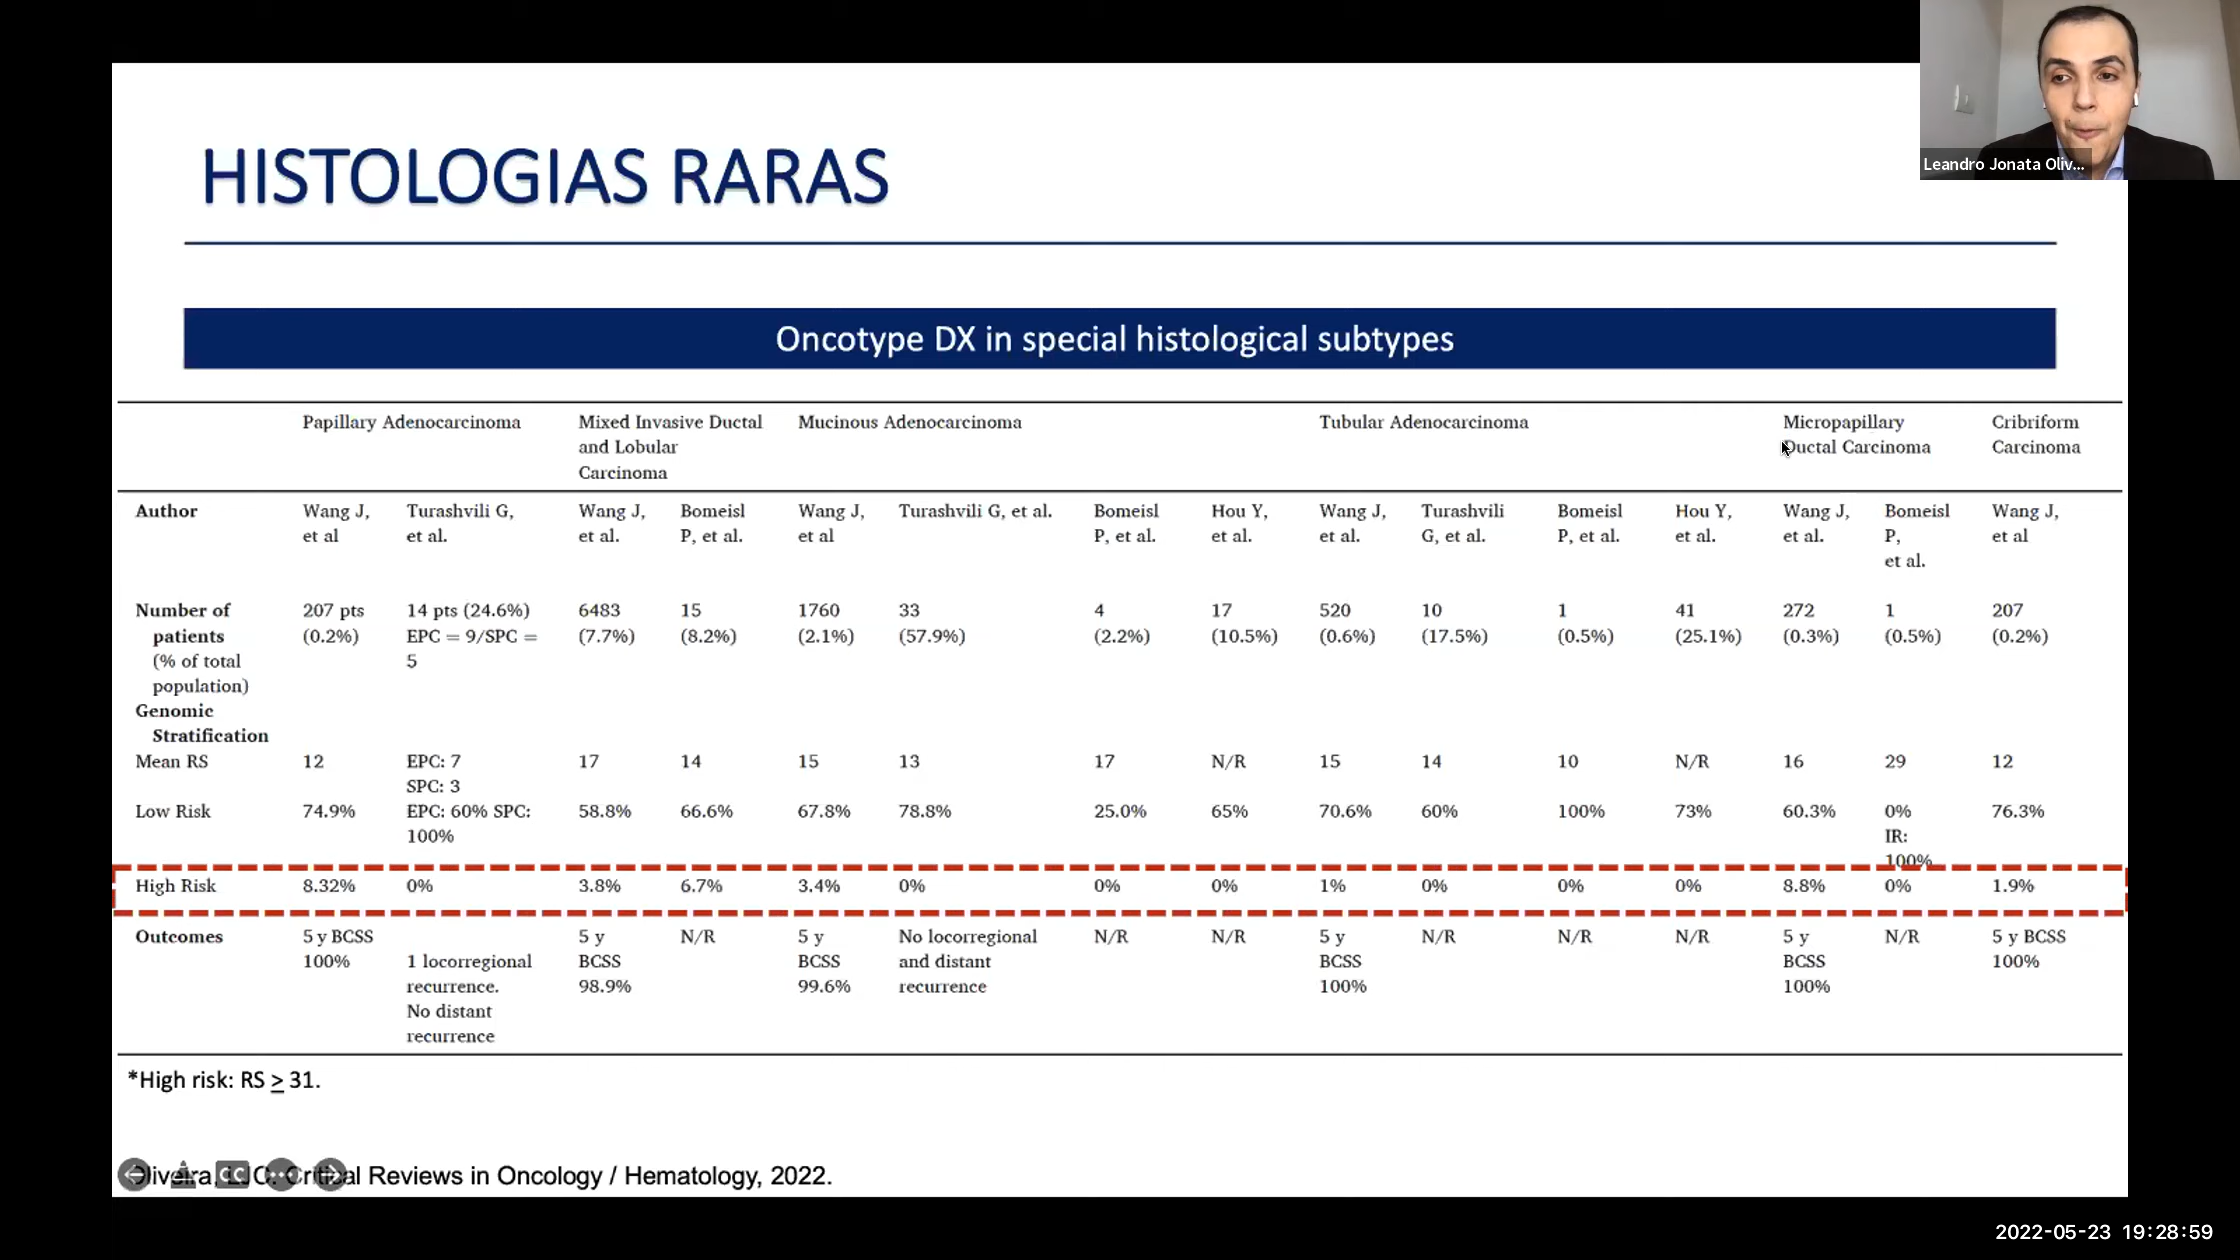 Leandro Jonata Oliv...
HISTOLOGIAS RARAS
Oncotype DX in special histological subtypes
Papillary Adenocarcinoma
Mixed Invasive Ductal and Lobular Carcinoma
Mucinous Adenocarcinoma
Tubular Adenocarcinoma
Micropapillary Ductal Carcinoma
Cribriform Carcinoma
Author Wang J, et al Turashvili G, et al. Wang J, et al. Bomeisl P, et al. Wang J, et al Turashvili G, et al. Bomeisl P, et al. Hou Y, et al. Wang J, et al. Turashvili G, et al. Bomeisl P, et al. Hou Y, et al. Wang J, et al. Bomeisl P, et al. Wang J, et al
Number of patients (% of total population) 207 pts (0.2%) 14 pts (24.6%) EPC = 9/SPC = 5 6483 (7.7%) 15 (8.2%) 1760 (2.1%) 33 (57.9%) 4 (2.2%) 17 (10.5%) 520 (0.6%) 10 (17.5%) 1 (0.5%) 41 (25.1%) 272 (0.3%) 1 (0.5%) 207 (0.2%)
Genomic Stratification
Mean RS 12 EPC: 7 SPC: 3 17 14 15 13 17 N/R 15 14 10 N/R 16 29 12
Low Risk 74.9% EPC: 60% SPC: 100% 58.8% 66.6% 67.8% 78.8% 25.0% 65% 70.6% 60% 100% 73% 60.3% 0% IR: 100% 76.3%
High Risk 8.32% 0% 3.8% 6.7% 3.4% 0% 0% 0% 1% 0% 0% 0% 8.8% 0% 1.9%
Outcomes 5 y BCSS 100% 1 locorregional recurrence. No distant recurrence 5 y BCSS 98.9% N/R 5 y BCSS 99.6% No locorregional and distant recurrence N/R N/R 5 y BCSS 100% N/R N/R N/R 5 y BCSS 100% N/R 5 y BCSS 100%
*High risk: RS ≥ 31.
Oliveira, LJC. Critical Reviews in Oncology / Hematology, 2022.
CC
2022-05-23 19:28:59